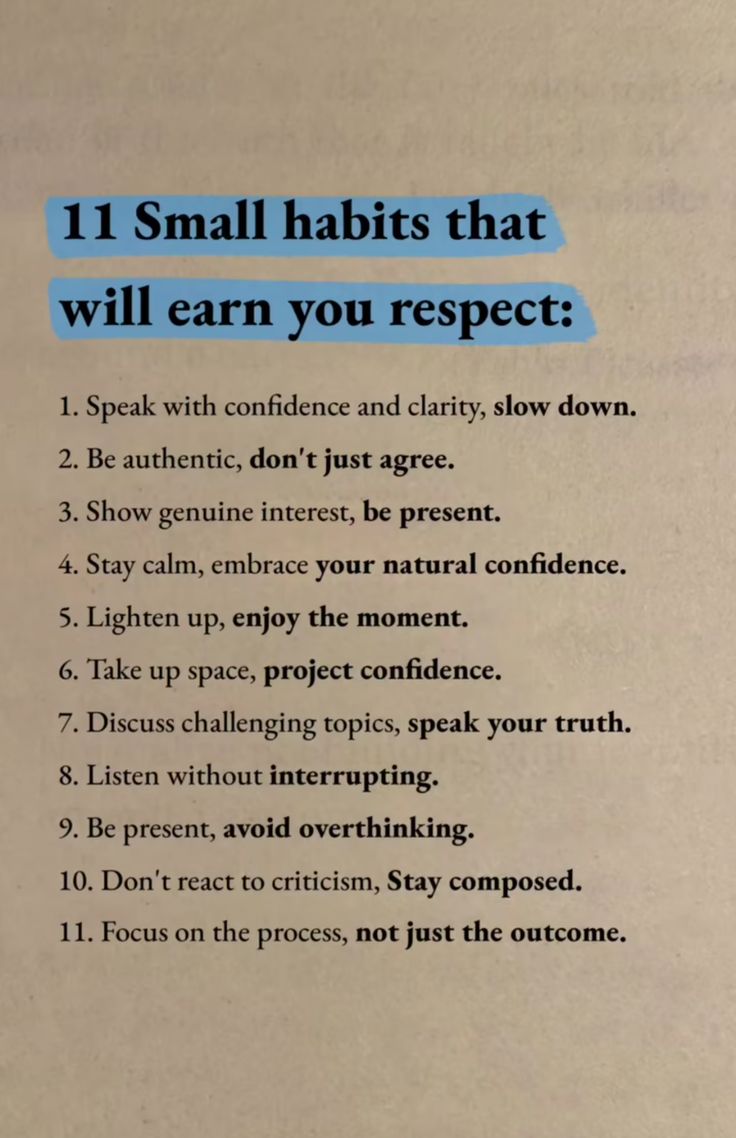 11 Small habits that
will earn you respect:
1. Speak with confidence and clarity, slow down.
2. Be authentic, don't just agree.
3. Show genuine interest, be present.
4. Stay calm, embrace your natural confidence.
5. Lighten up, enjoy the moment.
6. Take up space, project confidence.
7. Discuss challenging topics, speak your truth.
8. Listen without interrupting.
9. Be present, avoid overthinking.
10. Don't react to criticism, Stay composed.
11. Focus on the process, not just the outcome.